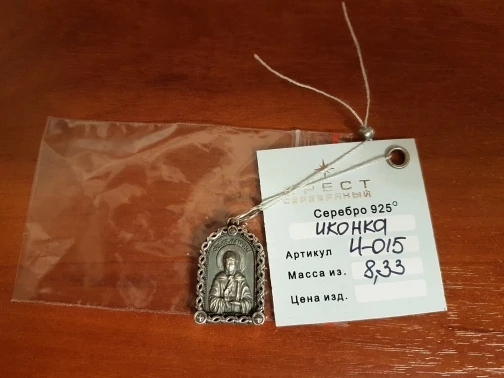 КРЕСТ
СЕРЕБРЯНЫЙ
Серебро 925°
иконка
Артикул 4-015
Масса из. 8,33
Цена изд.